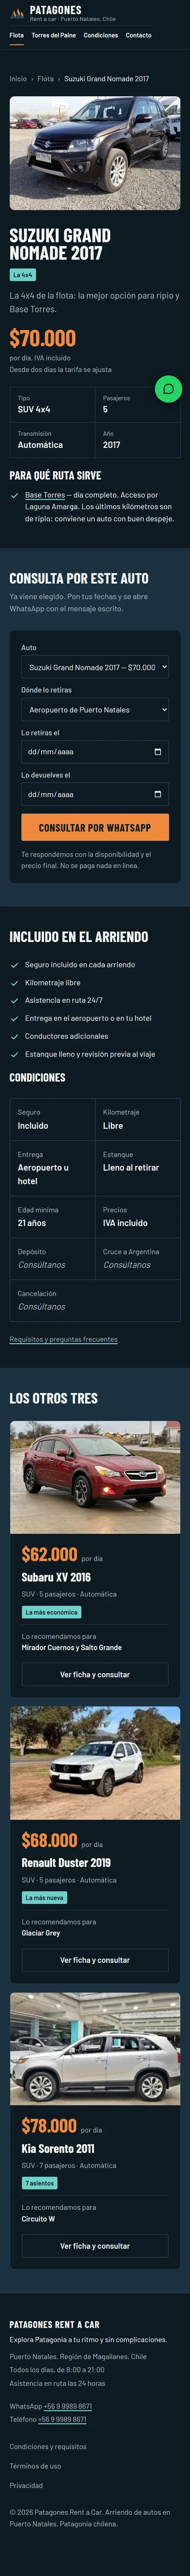 PATAGONES
Rent a car · Puerto Natales, Chile
Flota Torres del Paine Condiciones Contacto
Inicio › Flota › Suzuki Grand Nomade 2017
SUZUKI GRAND
NOMADE 2017
La 4x4
La 4x4 de la flota: la mejor opción para ripio y
Base Torres.
$70.000
por día, IVA incluido
Desde dos días la tarifa se ajusta
Tipo
SUV 4x4
Pasajeros
5
Transmisión
Automática
Año
2017
PARA QUÉ RUTA SIRVE
Base Torres — día completo. Acceso por
Laguna Amarga. Los últimos kilómetros son
de ripio: conviene un auto con buen despeje.
CONSULTA POR ESTE AUTO
Ya viene elegido. Pon tus fechas y se abre
WhatsApp con el mensaje escrito.
Auto
Suzuki Grand Nomade 2017 — $70.000
Dónde lo retiras
Aeropuerto de Puerto Natales
Lo retiras el
dd/mm/aaaa
Lo devuelves el
dd/mm/aaaa
CONSULTAR POR WHATSAPP
Te respondemos con la disponibilidad y el
precio final. No se paga nada en línea.
INCLUIDO EN EL ARRIENDO
Seguro incluido en cada arriendo
Kilometraje libre
Asistencia en ruta 24/7
Entrega en el aeropuerto o en tu hotel
Conductores adicionales
Estanque lleno y revisión previa al viaje
CONDICIONES
Seguro
Incluido
Kilometraje
Libre
Entrega
Aeropuerto u
hotel
Estanque
Lleno al retirar
Edad mínima
21 años
Precios
IVA incluido
Depósito
Consúltanos
Cruce a Argentina
Consúltanos
Cancelación
Consúltanos
Requisitos y preguntas frecuentes
LOS OTROS TRES
$62.000 por día
Subaru XV 2016
SUV · 5 pasajeros · Automática
La más económica
Lo recomendamos para
Mirador Cuernos y Salto Grande
Ver ficha y consultar
$68.000 por día
Renault Duster 2019
SUV · 5 pasajeros · Automática
La más nueva
Lo recomendamos para
Glaciar Grey
Ver ficha y consultar
$78.000 por día
Kia Sorento 2011
SUV · 7 pasajeros · Automática
7 asientos
Lo recomendamos para
Circuito W
Ver ficha y consultar
PATAGONES RENT A CAR
Explora Patagonia a tu ritmo y sin complicaciones.
Puerto Natales, Región de Magallanes, Chile
Todos los días, de 8:00 a 21:00
Asistencia en ruta las 24 horas
WhatsApp +56 9 9989 8671
Teléfono +56 9 9989 8671
Condiciones y requisitos
Términos de uso
Privacidad
© 2026 Patagones Rent a Car. Arriendo de autos en
Puerto Natales, Patagonia chilena.